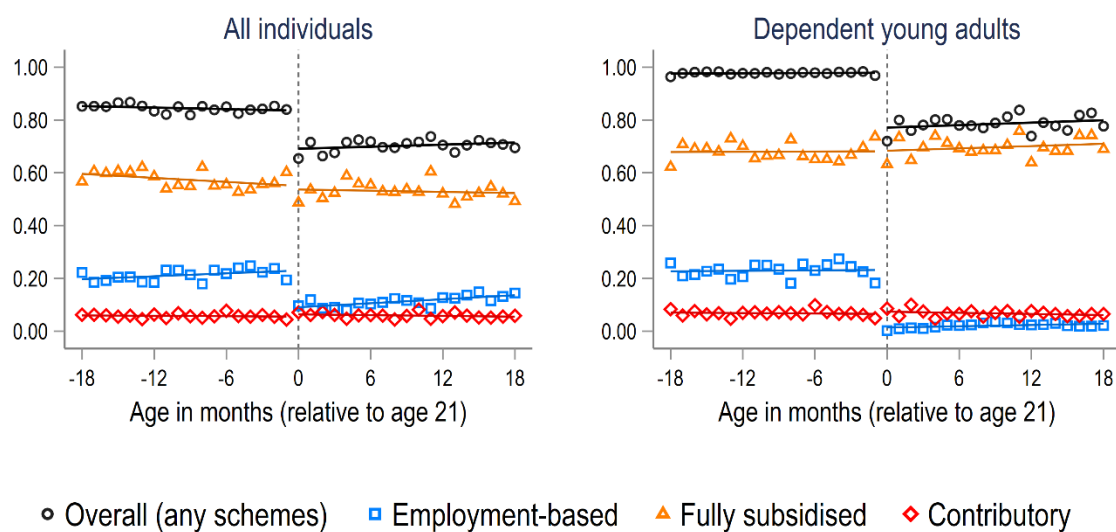 All individuals
1.00
0.80
0.60
0.40
0.20
0.00
-18 -12 -6 0 6 12 18
Age in months (relative to age 21)
Dependent young adults
1.00
0.80
0.60
0.40
0.20
0.00
-18 -12 -6 0 6 12 18
Age in months (relative to age 21)
Overall (any schemes) Employment-based Fully subsidised Contributory